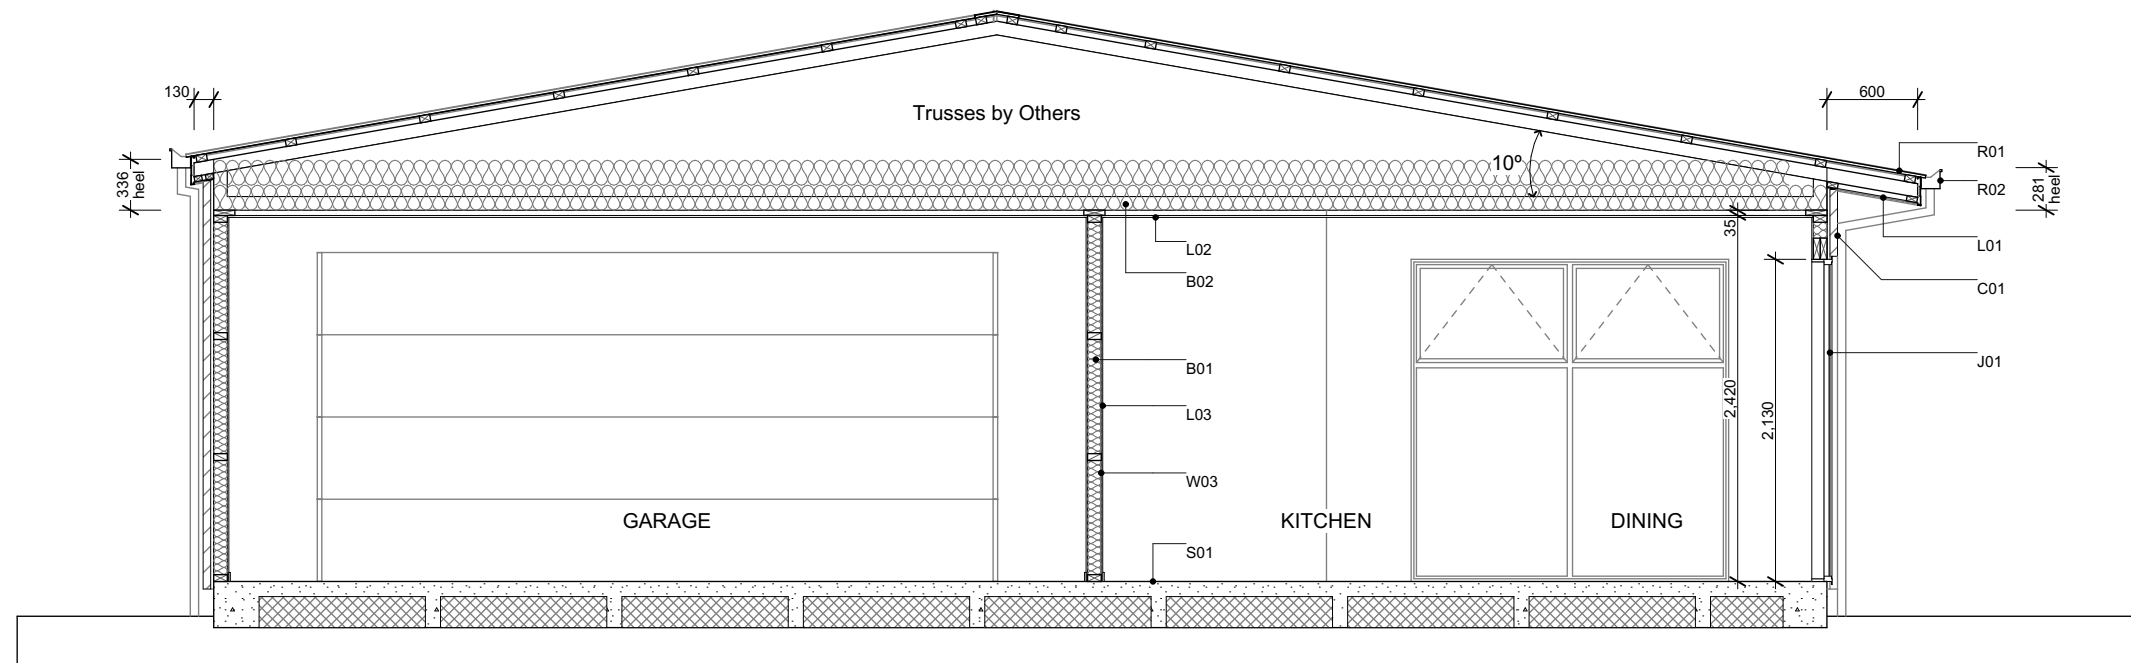 130
Trusses by Others
600
R01
10º
336
heel
R02
281
heel
35
L02
L01
B02
C01
B01
J01
2,420
L03
2,130
W03
GARAGE
KITCHEN
DINING
S01